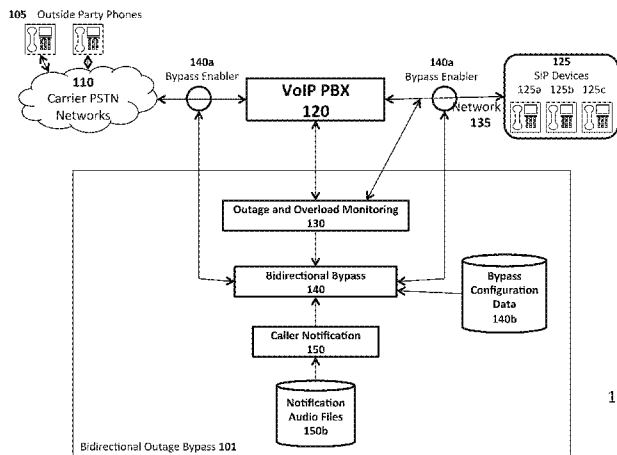 105 Outside Party Phones
110
Carrier PSTN
Networks
140a
Bypass Enabler
VoIP PBX
120
140a
Bypass Enabler
Network
135
125
SIP Devices
125a 125b 125c
Outage and Overload Monitoring
130
Bidirectional Bypass
140
Bypass
Configuration
Data
140b
Caller Notification
150
Notification
Audio Files
150b
Bidirectional Outage Bypass 101
1